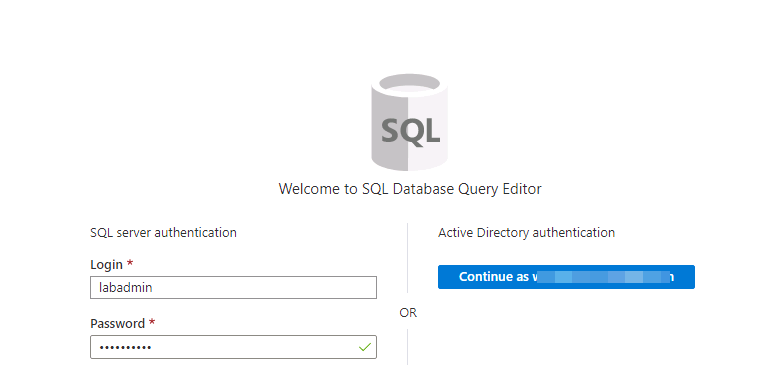 SQL
Welcome to SQL Database Query Editor
SQL server authentication
Login *
labadmin
Password *
••••••••••
OR
Active Directory authentication
Continue as